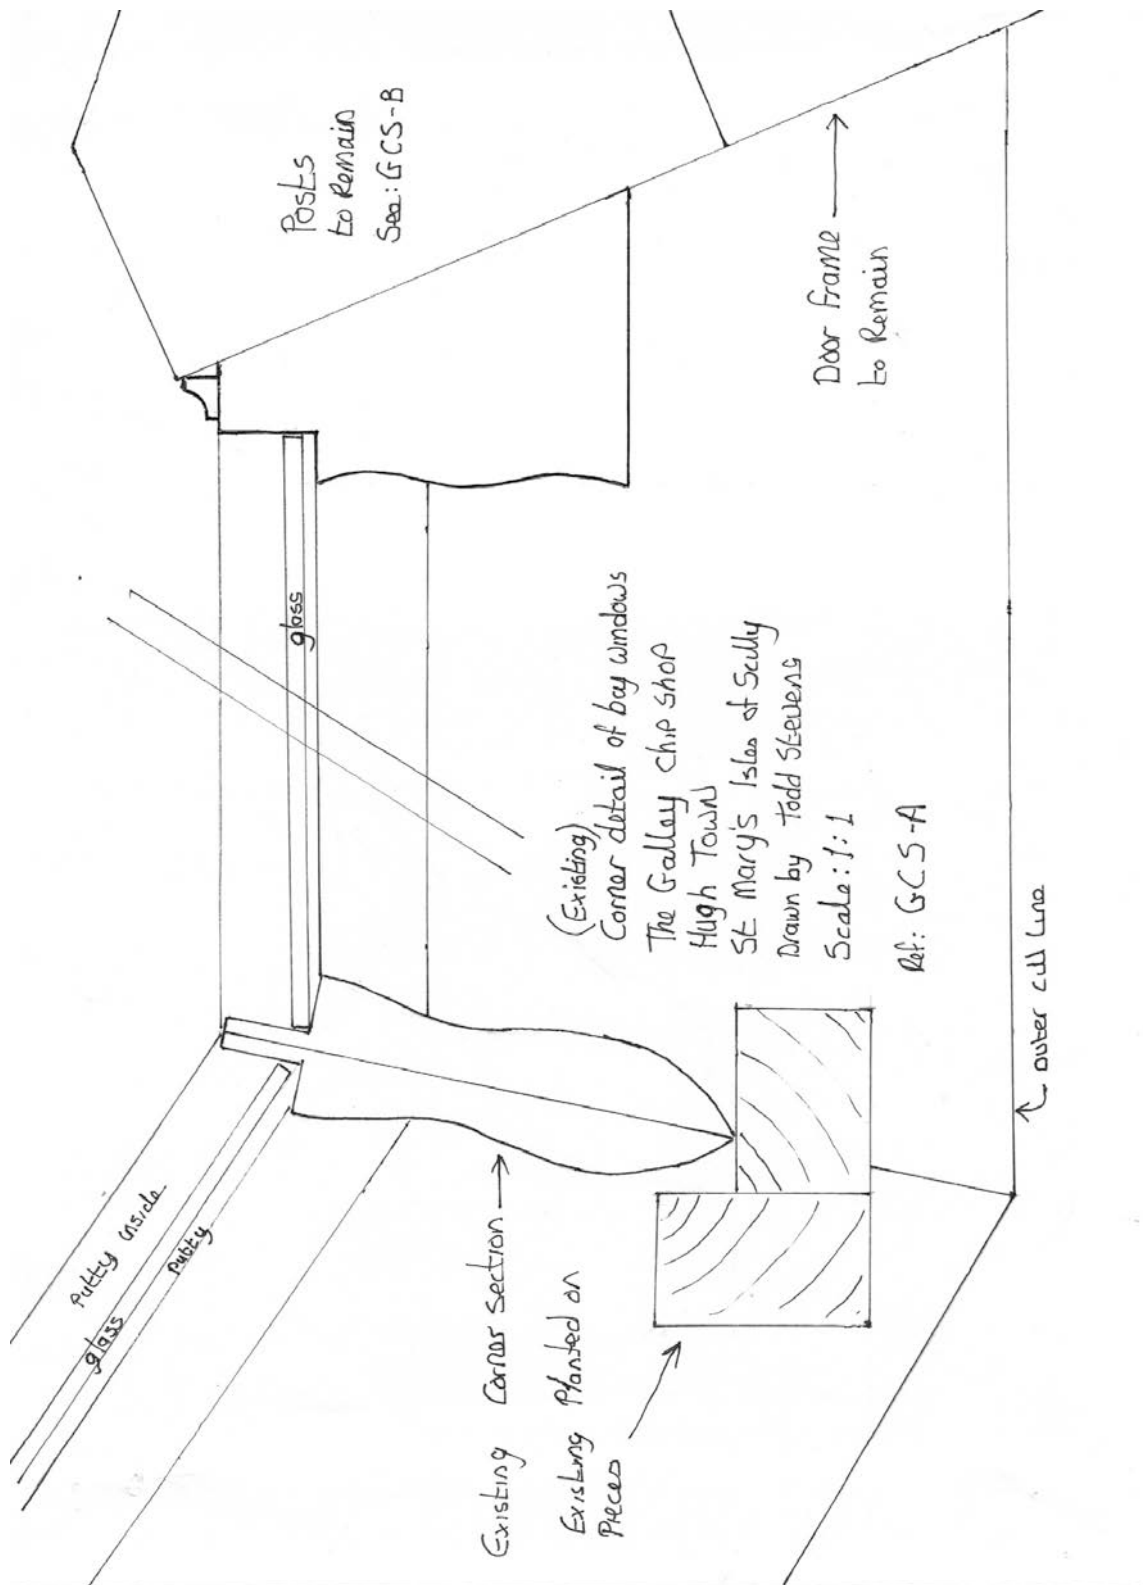 Posts
to Remain
See: GCS-B
Door frame
to Remain
glass
(Existing)
Corner detail of bay windows
The Galley Chip Shop
Hugh Town
St Mary's Isles of Scilly
Drawn by Todd Stevens
Scale: 1:1
Ref: GCS-A
outer cill line
Putty inside
glass
putty
Existing Corner Section
Existing Planted on
Pieces